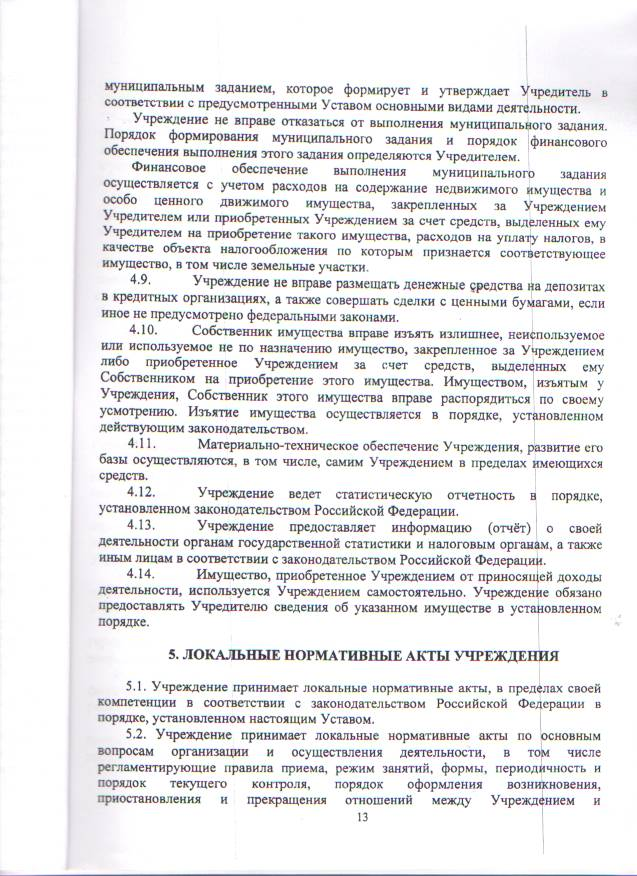 муниципальным заданием, которое формирует и утверждает Учредитель в
соответствии с предусмотренными Уставом основными видами деятельности.
Учреждение не вправе отказаться от выполнения муниципального задания.
Порядок формирования муниципального задания и порядок финансового
обеспечения выполнения этого задания определяются Учредителем.
Финансовое обеспечение выполнения муниципального задания
осуществляется с учетом расходов на содержание недвижимого имущества и
особо ценного движимого имущества, закрепленных за Учреждением
Учредителем или приобретенных Учреждением за счет средств, выделенных ему
Учредителем на приобретение такого имущества, расходов на уплату налогов, в
качестве объекта налогообложения по которым признается соответствующее
имущество, в том числе земельные участки.
4.9. Учреждение не вправе размещать денежные средства на депозитах
в кредитных организациях, а также совершать сделки с ценными бумагами, если
иное не предусмотрено федеральными законами.
4.10. Собственник имущества вправе изъять излишнее, неиспользуемое
или используемое не по назначению имущество, закрепленное за Учреждением
либо приобретенное Учреждением за счет средств, выделенных ему
Собственником на приобретение этого имущества. Имуществом, изъятым у
Учреждения, Собственник этого имущества вправе распорядиться по своему
усмотрению. Изъятие имущества осуществляется в порядке, установленном
действующим законодательством.
4.11. Материально-техническое обеспечение Учреждения, развитие его
базы осуществляются, в том числе, самим Учреждением в пределах имеющихся
средств.
4.12. Учреждение ведет статистическую отчетность в порядке,
установленном законодательством Российской Федерации.
4.13. Учреждение предоставляет информацию (отчёт) о своей
деятельности органам государственной статистики и налоговым органам, а также
иным лицам в соответствии с законодательством Российской Федерации.
4.14. Имущество, приобретенное Учреждением от приносящей доходы
деятельности, используется Учреждением самостоятельно. Учреждение обязано
предоставлять Учредителю сведения об указанном имуществе в установленном
порядке.
5. ЛОКАЛЬНЫЕ НОРМАТИВНЫЕ АКТЫ УЧРЕЖДЕНИЯ
5.1. Учреждение принимает локальные нормативные акты, в пределах своей
компетенции в соответствии с законодательством Российской Федерации в
порядке, установленном настоящим Уставом.
5.2. Учреждение принимает локальные нормативные акты по основным
вопросам организации и осуществления деятельности, в том числе
регламентирующие правила приема, режим занятий, формы, периодичность и
порядок текущего контроля, порядок оформления возникновения,
приостановления и прекращения отношений между Учреждением и
13